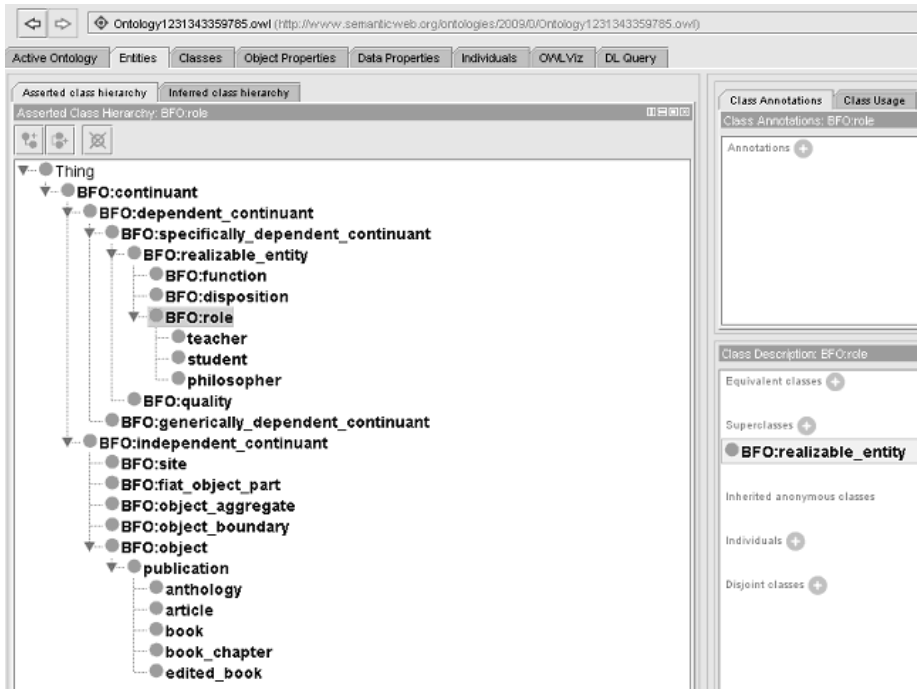 Ontology1231343359785.owl (http://www.semanticweb.org/ontologies/2009/0/Ontology1231343359785.owl)
Active Ontology Entities Classes Object Properties Data Properties Individuals OWLViz DL Query
Asserted class hierarchy Inferred class hierarchy
Asserted Class Hierarchy: BFO:role
Thing
BFO:continuant
BFO:dependent_continuant
BFO:specifically_dependent_continuant
BFO:realizable_entity
BFO:function
BFO:disposition
BFO:role
teacher
student
philosopher
BFO:quality
BFO:generically_dependent_continuant
BFO:independent_continuant
BFO:site
BFO:fiat_object_part
BFO:object_aggregate
BFO:object_boundary
BFO:object
publication
anthology
article
book
book_chapter
edited_book
Class Annotations Class Usage
Class Annotations: BFO:role
Annotations
Class Description: BFO:role
Equivalent classes
Superclasses
BFO:realizable_entity
Inherited anonymous classes
Individuals
Disjoint classes